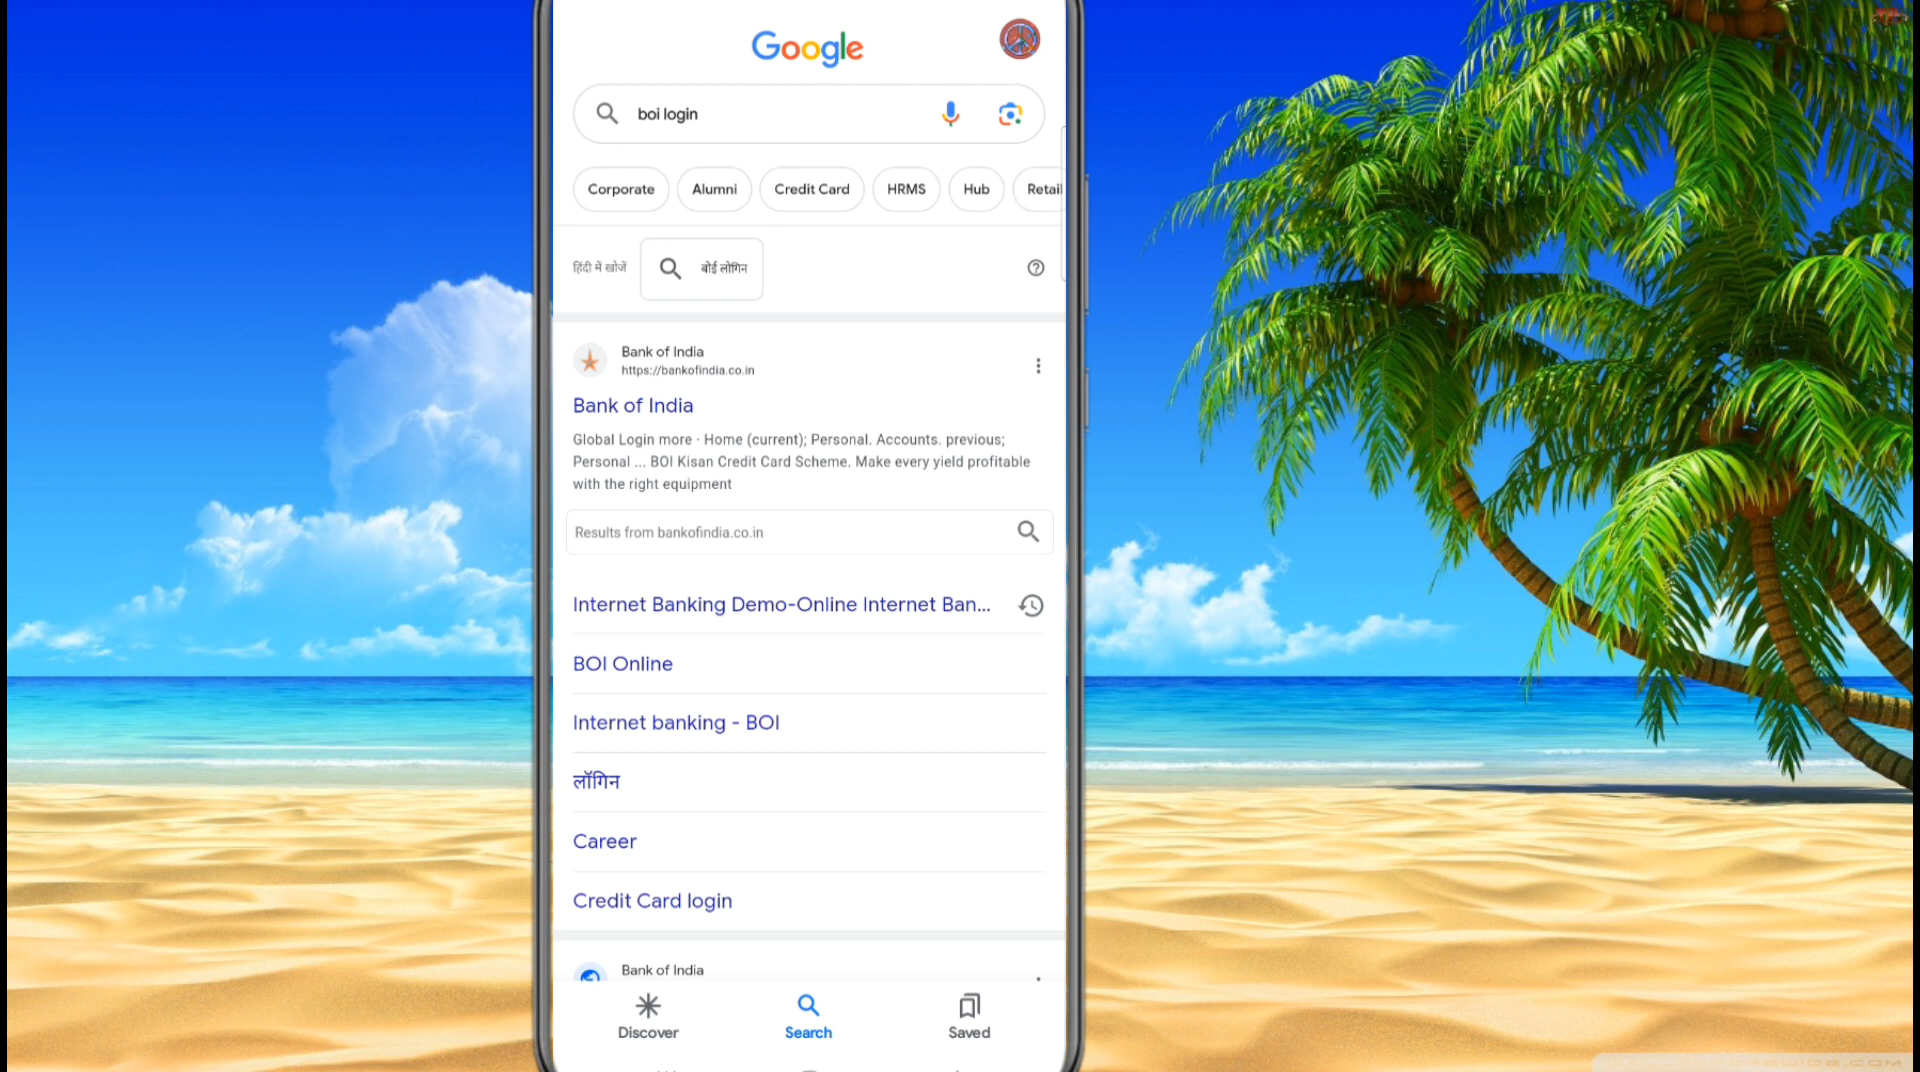 Google
boi login
Corporate Alumni Credit Card HRMS Hub Retail
हिंदी में खोजें बोई लॉगिन
Bank of India
https://bankofindia.co.in
Bank of India
Global Login more · Home (current); Personal. Accounts. previous;
Personal ... BOI Kisan Credit Card Scheme. Make every yield profitable
with the right equipment
Results from bankofindia.co.in
Internet Banking Demo-Online Internet Ban...
BOI Online
Internet banking - BOI
लॉगिन
Career
Credit Card login
Bank of India
Discover Search Saved